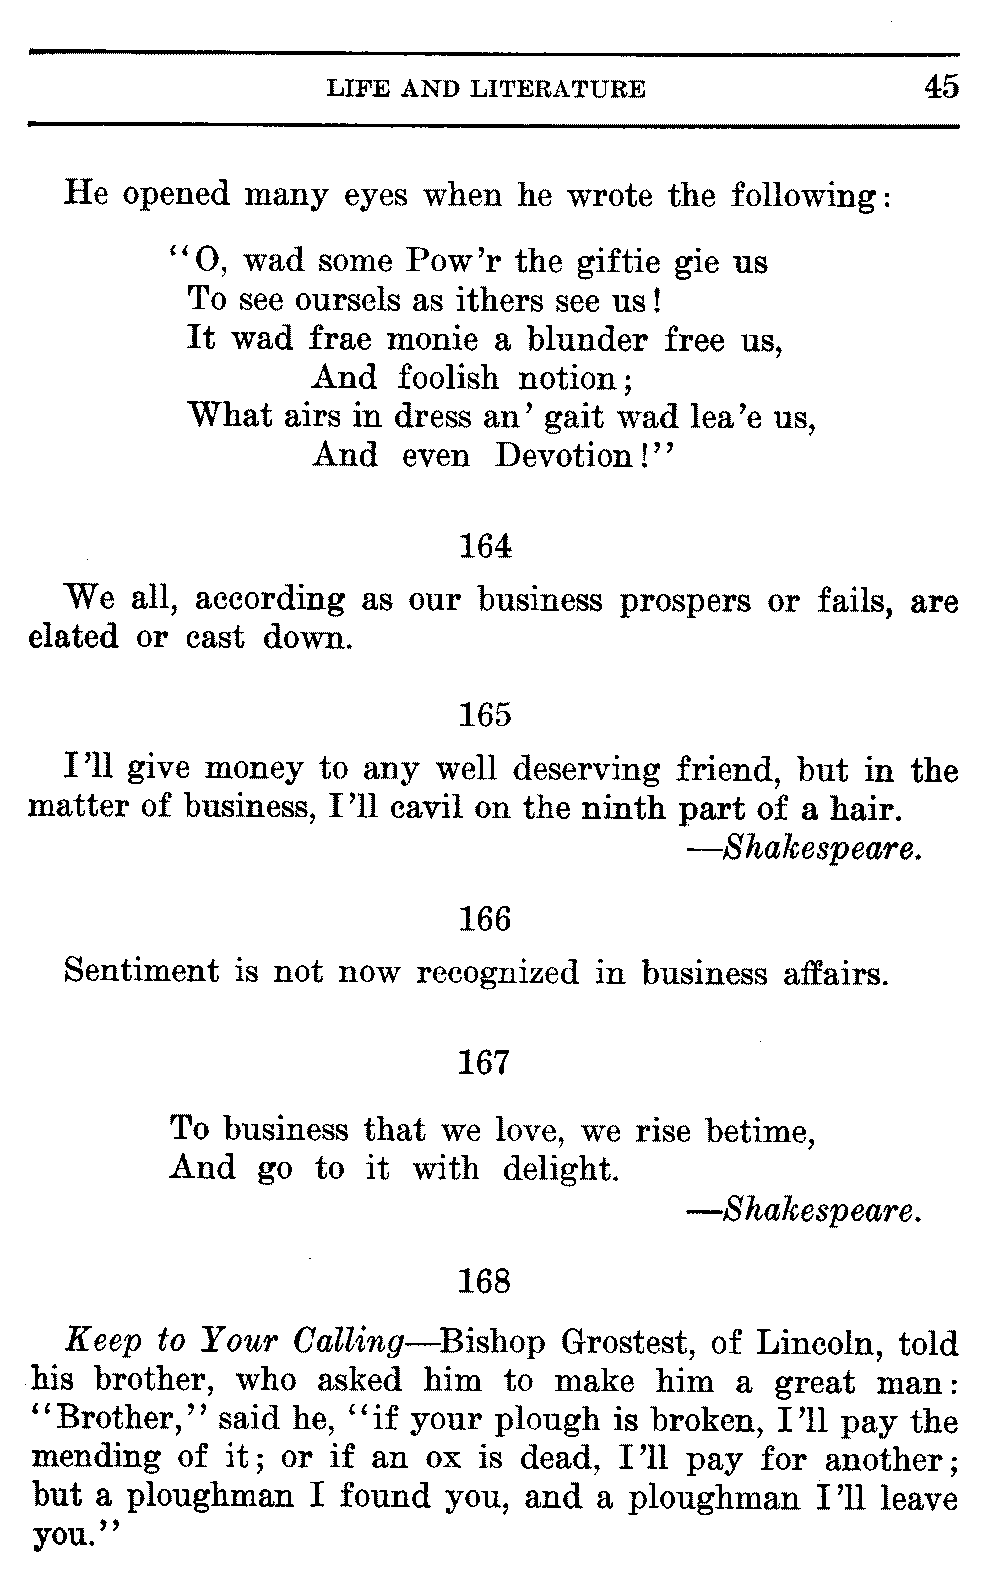 LIFE AND LITERATURE 45
He opened many eyes when he wrote the following:
"O, wad some Pow'r the giftie gie us
To see oursels as ithers see us!
It wad frae monie a blunder free us,
And foolish notion;
What airs in dress an' gait wad lea'e us,
And even Devotion!"
164
We all, according as our business prospers or fails, are
elated or cast down.
165
I'll give money to any well deserving friend, but in the
matter of business, I'll cavil on the ninth part of a hair.
—Shakespeare.
166
Sentiment is not now recognized in business affairs.
167
To business that we love, we rise betime,
And go to it with delight.
—Shakespeare.
168
Keep to Your Calling—Bishop Grostest, of Lincoln, told
his brother, who asked him to make him a great man:
"Brother," said he, "if your plough is broken, I'll pay the
mending of it; or if an ox is dead, I'll pay for another;
but a ploughman I found you, and a ploughman I'll leave
you."